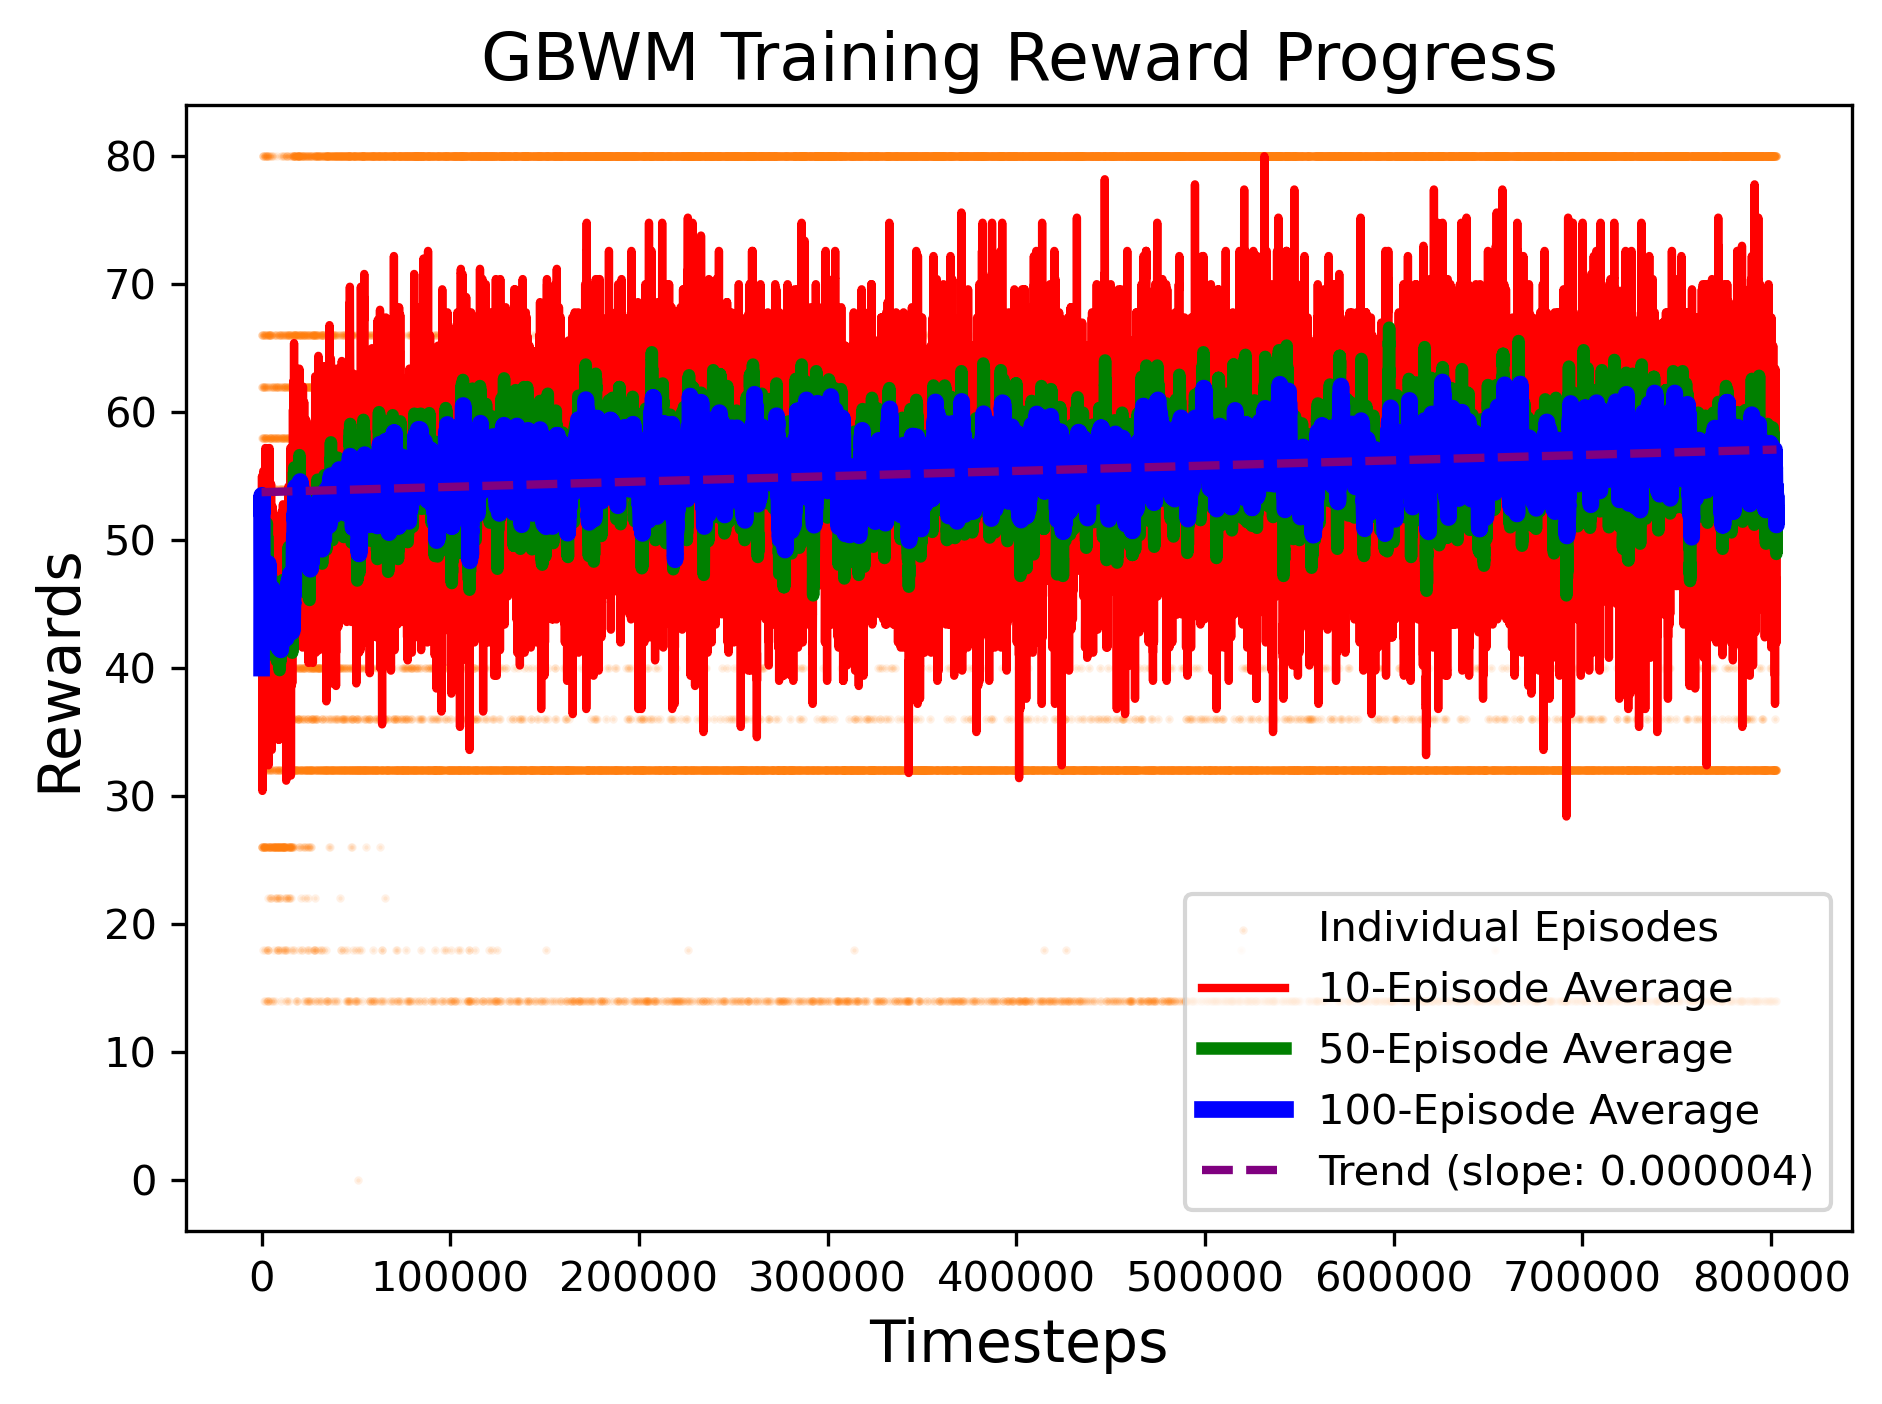 GBWM Training Reward Progress
80
70
60
50
40
30
20
10
0
Rewards
Individual Episodes
10-Episode Average
50-Episode Average
100-Episode Average
Trend (slope: 0.000004)
0 100000 200000 300000 400000 500000 600000 700000 800000
Timesteps